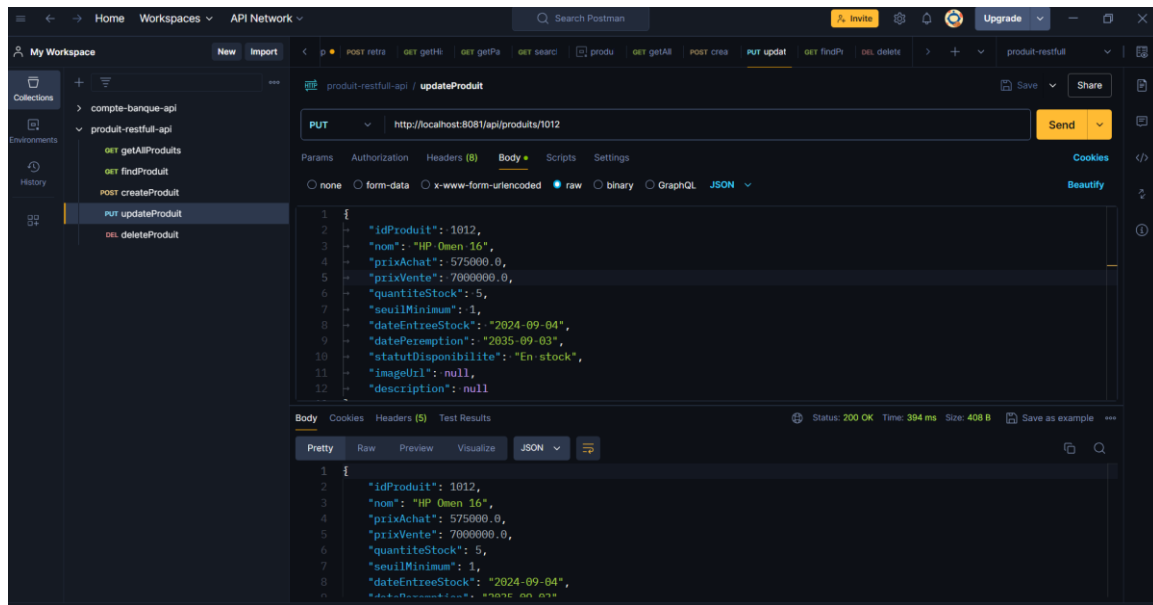 Home Workspaces API Network Search Postman Invite Upgrade
My Workspace New Import
p POST retra GET getHi GET getPa GET searcl produ GET getAll POST crea PUT updat GET findPr DEL delete produit-restfull
Collections
Environments
History
compte-banque-api
produit-restfull-api
GET getAllProduits
GET findProduit
POST createProduit
PUT updateProduit
DEL deleteProduit
HTTP produit-restfull-api / updateProduit Save Share
PUT http://localhost:8081/api/produits/1012 Send
Params Authorization Headers (8) Body Scripts Settings Cookies
none form-data x-www-form-urlencoded raw binary GraphQL JSON Beautify
1 {
2 "idProduit": 1012,
3 "nom": "HP Omen 16",
4 "prixAchat": 575000.0,
5 "prixVente": 7000000.0,
6 "quantiteStock": 5,
7 "seuilMinimum": 1,
8 "dateEntreeStock": "2024-09-04",
9 "datePeremption": "2035-09-03",
10 "statutDisponibilite": "En stock",
11 "imageUrl": null,
12 "description": null
Body Cookies Headers (5) Test Results Status: 200 OK Time: 394 ms Size: 408 B Save as example
Pretty Raw Preview Visualize JSON
1 {
2 "idProduit": 1012,
3 "nom": "HP Omen 16",
4 "prixAchat": 575000.0,
5 "prixVente": 7000000.0,
6 "quantiteStock": 5,
7 "seuilMinimum": 1,
8 "dateEntreeStock": "2024-09-04",